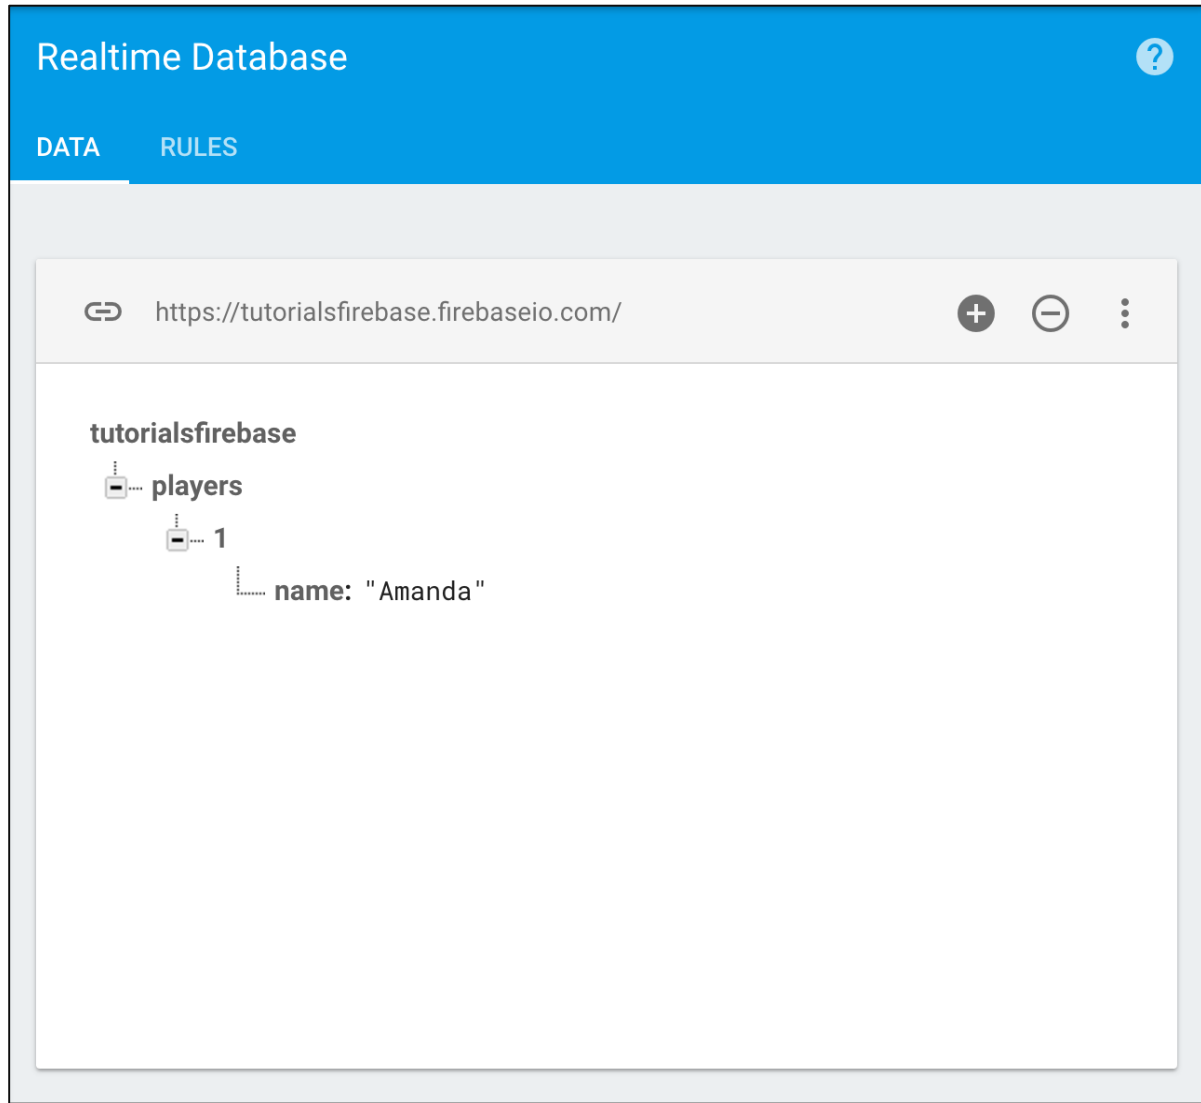 Realtime Database
?
DATA RULES
https://tutorialsfirebase.firebaseio.com/
tutorialsfirebase
players
1
name: "Amanda"